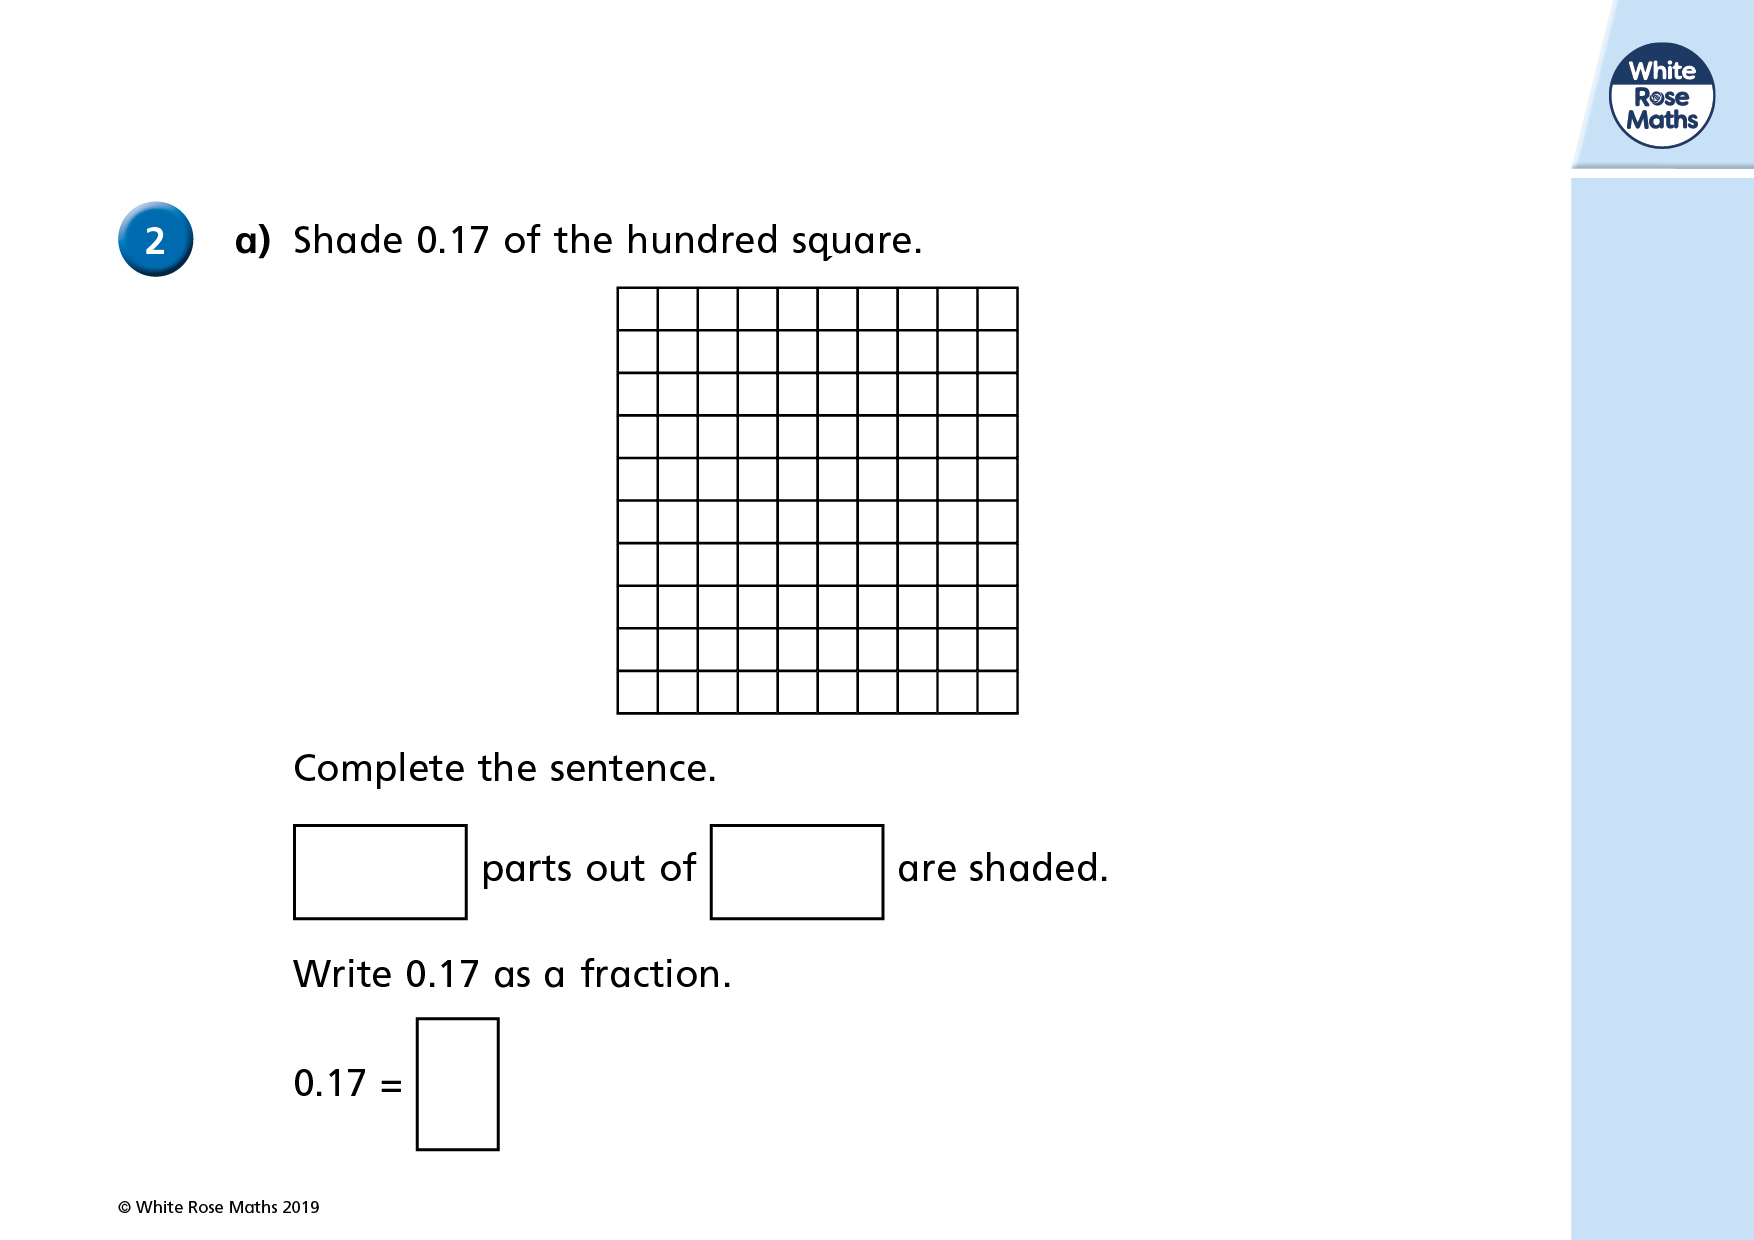 White
Rose
Maths
2 a) Shade 0.17 of the hundred square.
Complete the sentence.
parts out of are shaded.
Write 0.17 as a fraction.
0.17 =
© White Rose Maths 2019